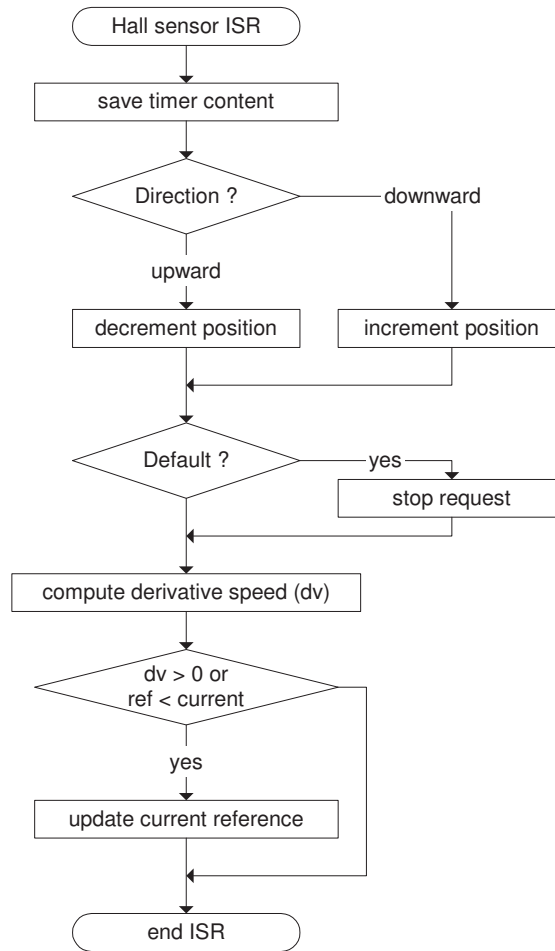 Hall sensor ISR
save timer content
Direction ?
downward
upward
decrement position
increment position
Default ?
yes
stop request
compute derivative speed (dv)
dv > 0 or
ref < current
yes
update current reference
end ISR